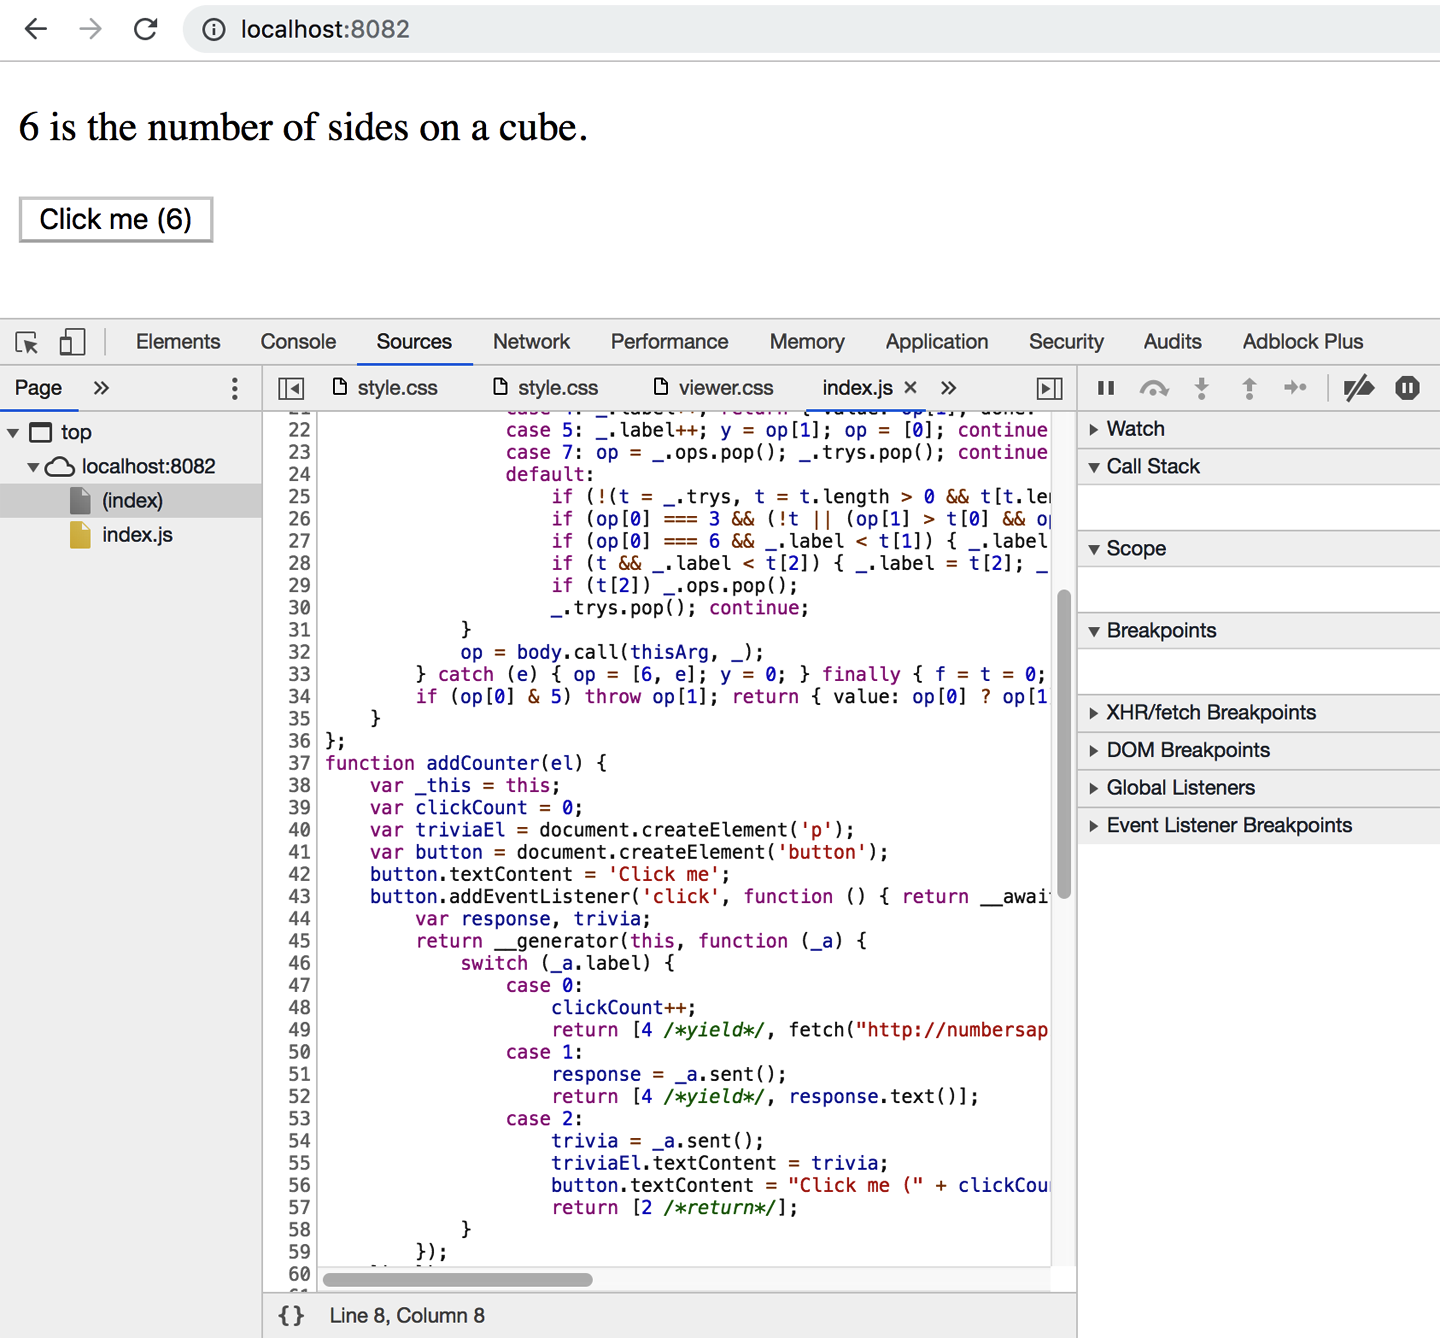 localhost:8082
6 is the number of sides on a cube.
Click me (6)
Elements Console Sources Network Performance Memory Application Security Audits Adblock Plus
Page » style.css style.css viewer.css index.js × »
top
localhost:8082
(index)
index.js
22 case 5: _.label++; y = op[1]; op = [0]; continue
23 case 7: op = _.ops.pop(); _.trys.pop(); continue
24 default:
25 if (!(t = _.trys, t = t.length > 0 && t[t.le
26 if (op[0] === 3 && (!t || (op[1] > t[0] && o
27 if (op[0] === 6 && _.label < t[1]) { _.label
28 if (t && _.label < t[2]) { _.label = t[2]; _
29 if (t[2]) _.ops.pop();
30 _.trys.pop(); continue;
31 }
32 op = body.call(thisArg, _);
33 } catch (e) { op = [6, e]; y = 0; } finally { f = t = 0;
34 if (op[0] & 5) throw op[1]; return { value: op[0] ? op[1
35 }
36 };
37 function addCounter(el) {
38 var _this = this;
39 var clickCount = 0;
40 var triviaEl = document.createElement('p');
41 var button = document.createElement('button');
42 button.textContent = 'Click me';
43 button.addEventListener('click', function () { return __awai
44 var response, trivia;
45 return __generator(this, function (_a) {
46 switch (_a.label) {
47 case 0:
48 clickCount++;
49 return [4 /*yield*/, fetch("http://numbersap
50 case 1:
51 response = _a.sent();
52 return [4 /*yield*/, response.text()];
53 case 2:
54 trivia = _a.sent();
55 triviaEl.textContent = trivia;
56 button.textContent = "Click me (" + clickCou
57 return [2 /*return*/];
58 }
59 });
60
{} Line 8, Column 8
Watch
Call Stack
Scope
Breakpoints
XHR/fetch Breakpoints
DOM Breakpoints
Global Listeners
Event Listener Breakpoints